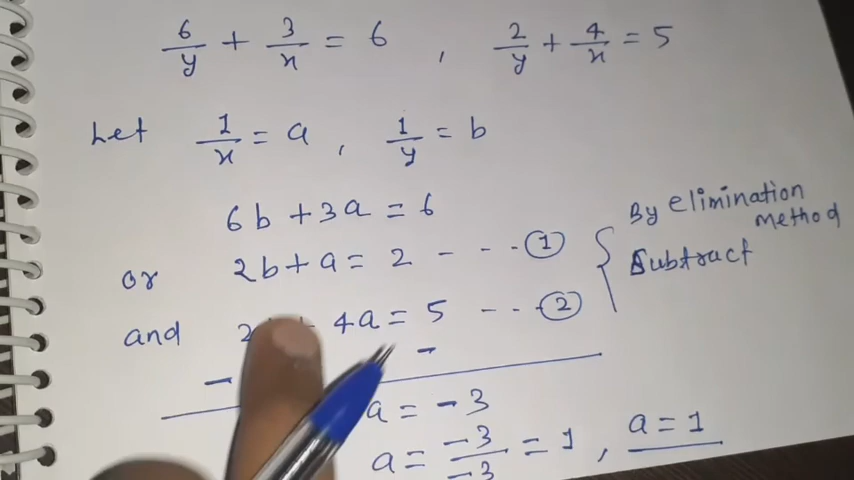 6/y + 3/x = 6 , 2/y + 4/x = 5
Let 1/x = a , 1/y = b
6b + 3a = 6
or 2b + a = 2 - - - ①
and 2 4a = 5 - - - ②
By elimination
method
Subtract
- -
a = -3
a = -3/-3 = 1 , a = 1